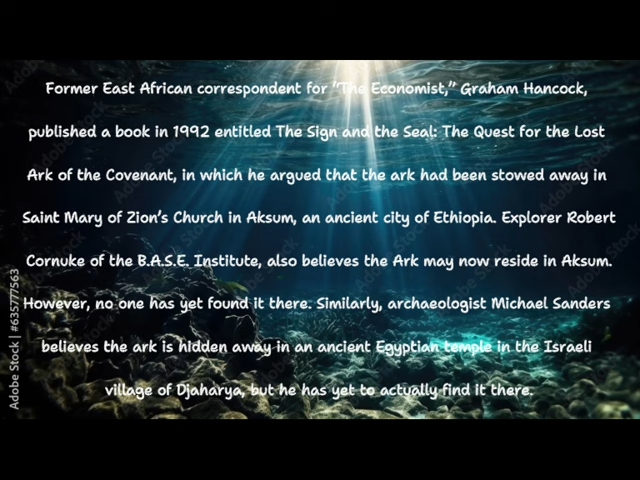 Former East African correspondent for "The Economist," Graham Hancock,
published a book in 1992 entitled The Sign and the Seal: The Quest for the Lost
Ark of the Covenant, in which he argued that the ark had been stowed away in
Saint Mary of Zion's Church in Aksum, an ancient city of Ethiopia. Explorer Robert
Cornuke of the B.A.S.E. Institute, also believes the Ark may now reside in Aksum.
However, no one has yet found it there. Similarly, archaeologist Michael Sanders
believes the ark is hidden away in an ancient Egyptian temple in the Israeli
village of Djaharya, but he has yet to actually find it there.
Adobe Stock | #635777563